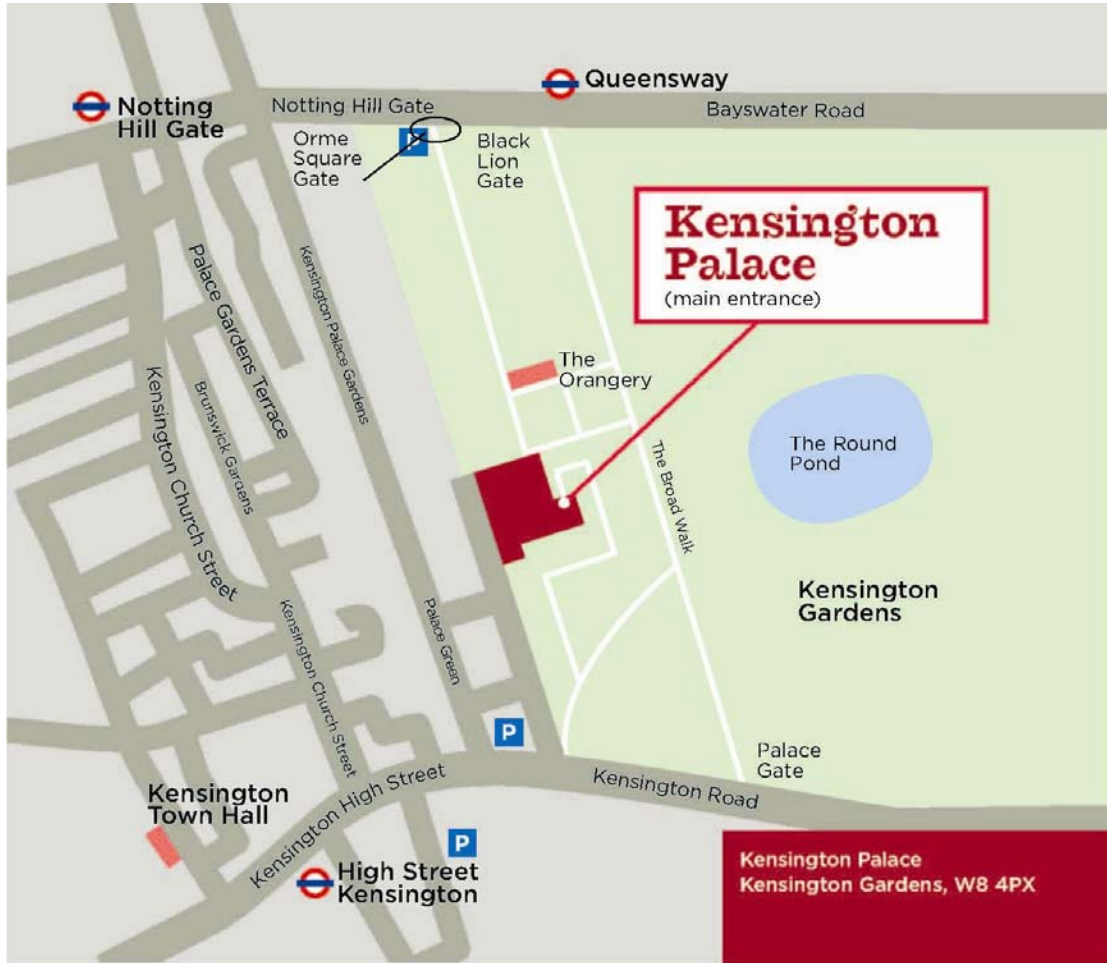 Queensway
Notting
Hill Gate
Notting Hill Gate
Bayswater Road
P
Orme
Square
Gate
Black
Lion
Gate
Kensington
Palace
(main entrance)
Palace Gardens Terrace
Kensington Palace Gardens
The
Orangery
Kensington Church Street
Brunswick Gardens
The Broad Walk
The Round
Pond
Kensington
Gardens
Kensington Church Street
Palace Green
P
Palace
Gate
Kensington
Town Hall
Kensington High Street
Kensington Road
P
High Street
Kensington
Kensington Palace
Kensington Gardens, W8 4PX